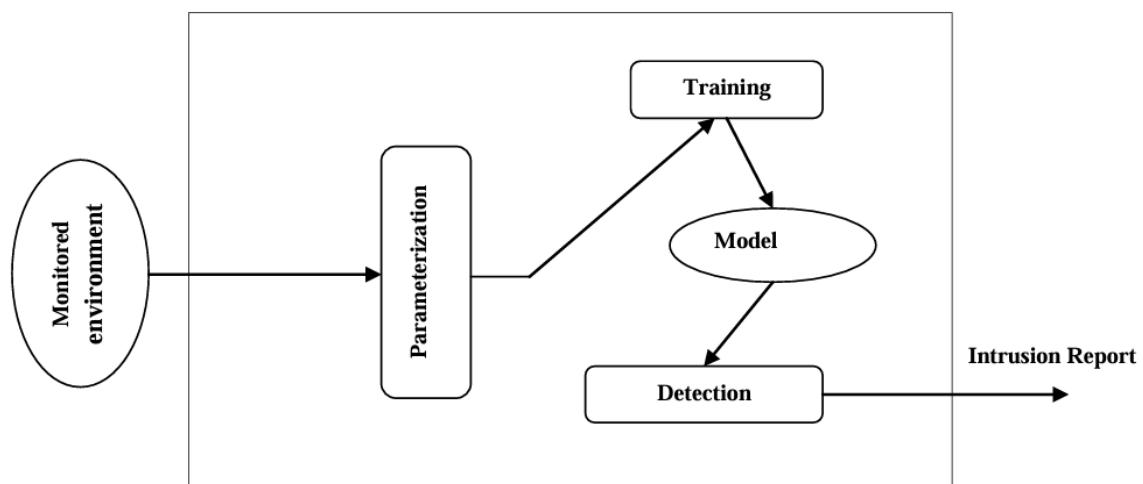 Training
Monitored
environment
Parameterization
Model
Intrusion Report
Detection